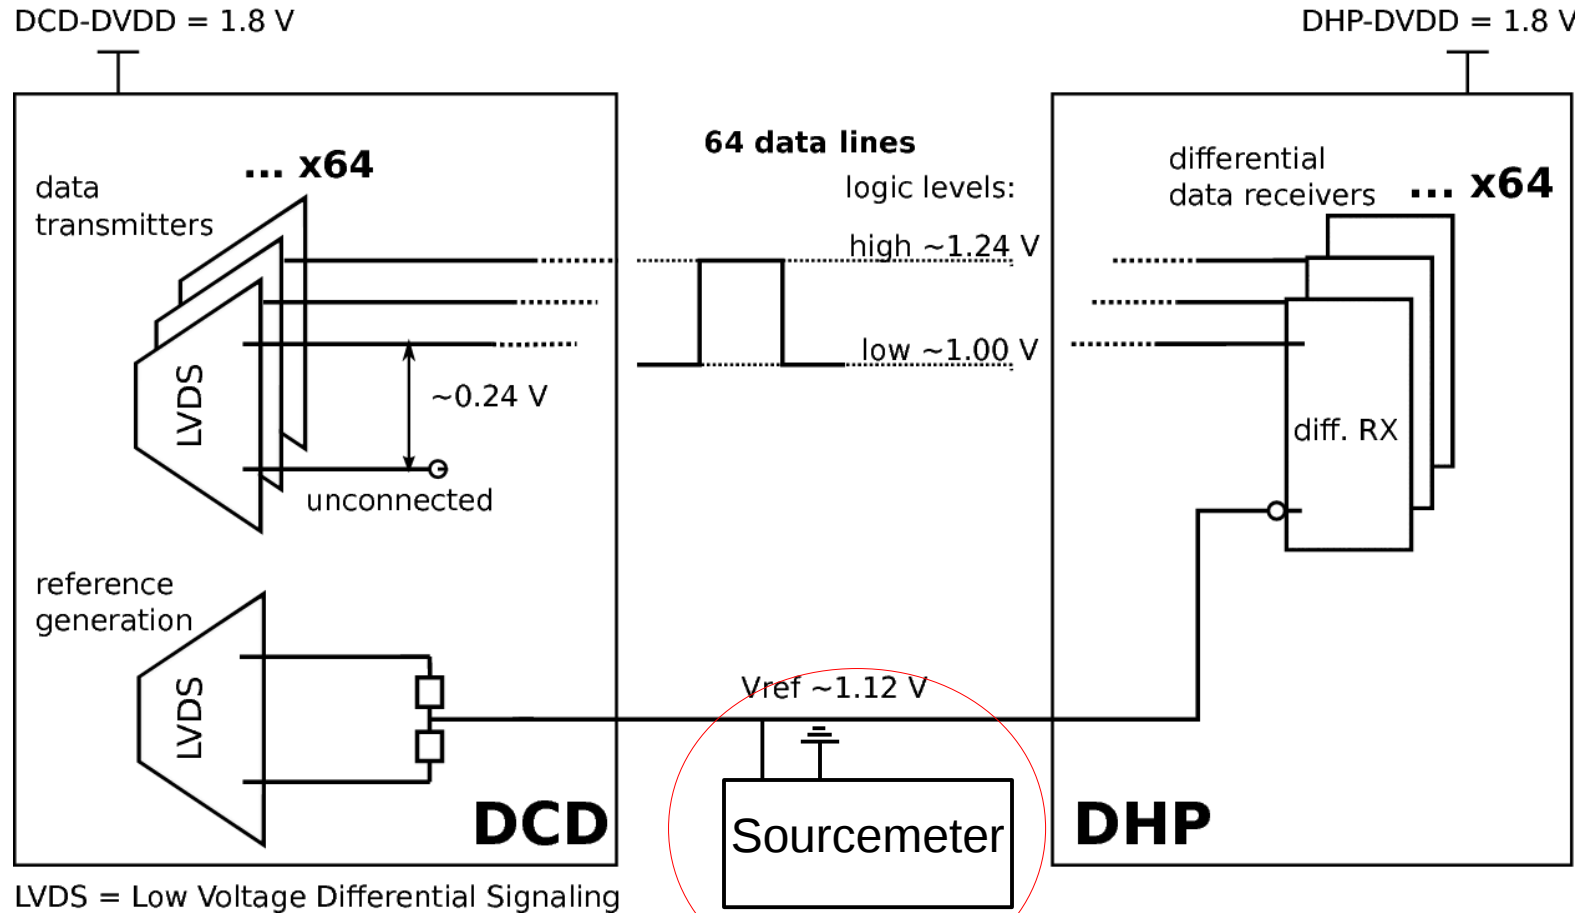 DCD-DVDD = 1.8 V
DHP-DVDD = 1.8 V
... x64
data
transmitters
64 data lines
logic levels:
high ~1.24 V
low ~1.00 V
differential
data receivers
... x64
LVDS
~0.24 V
unconnected
diff. RX
reference
generation
LVDS
Vref ~1.12 V
DCD
Sourcemeter
DHP
LVDS = Low Voltage Differential Signaling